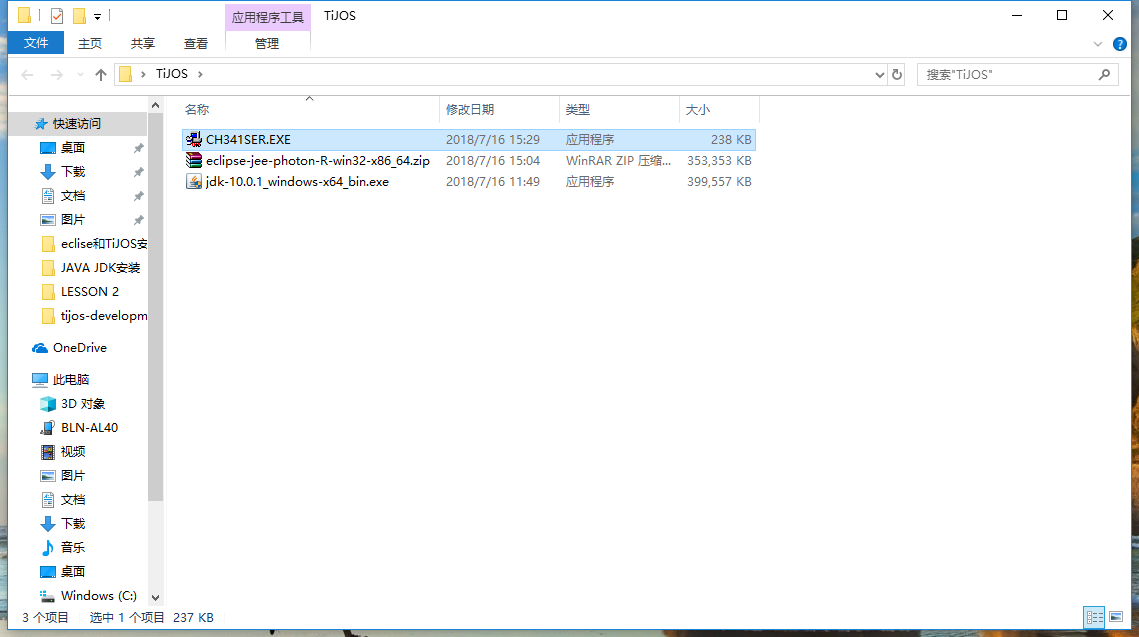 应用程序工具 TiJOS
文件 主页 共享 查看 管理
TiJOS
搜索"TiJOS"
名称 修改日期 类型 大小
CH341SER.EXE 2018/7/16 15:29 应用程序 238 KB
eclipse-jee-photon-R-win32-x86_64.zip 2018/7/16 15:04 WinRAR ZIP 压缩... 353,353 KB
jdk-10.0.1_windows-x64_bin.exe 2018/7/16 11:49 应用程序 399,557 KB
快速访问
桌面
下载
文档
图片
eclise和TiJOS安
JAVA JDK安装
LESSON 2
tijos-developm
OneDrive
此电脑
3D 对象
BLN-AL40
视频
图片
文档
下载
音乐
桌面
Windows (C:)
3 个项目 选中 1 个项目 237 KB